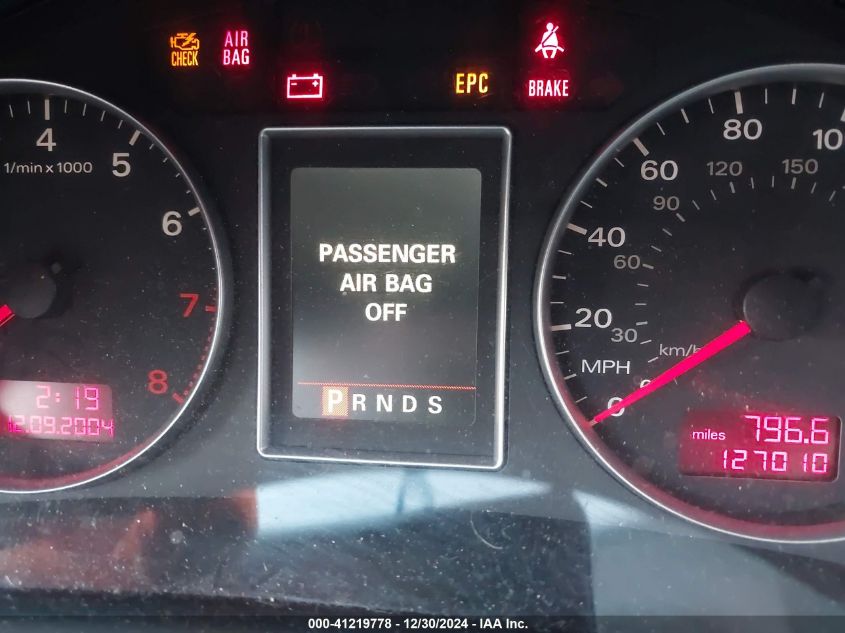 CHECK
AIR
BAG
EPC
BRAKE
4
5
6
7
8
1/min x 1000
2:19
12.09.2004
PASSENGER
AIR BAG
OFF
P R N D S
0
20
40
60
80
30
60
90
120
150
MPH
km/h
miles 796.6
127010
000-41219778 - 12/30/2024 - IAA Inc.